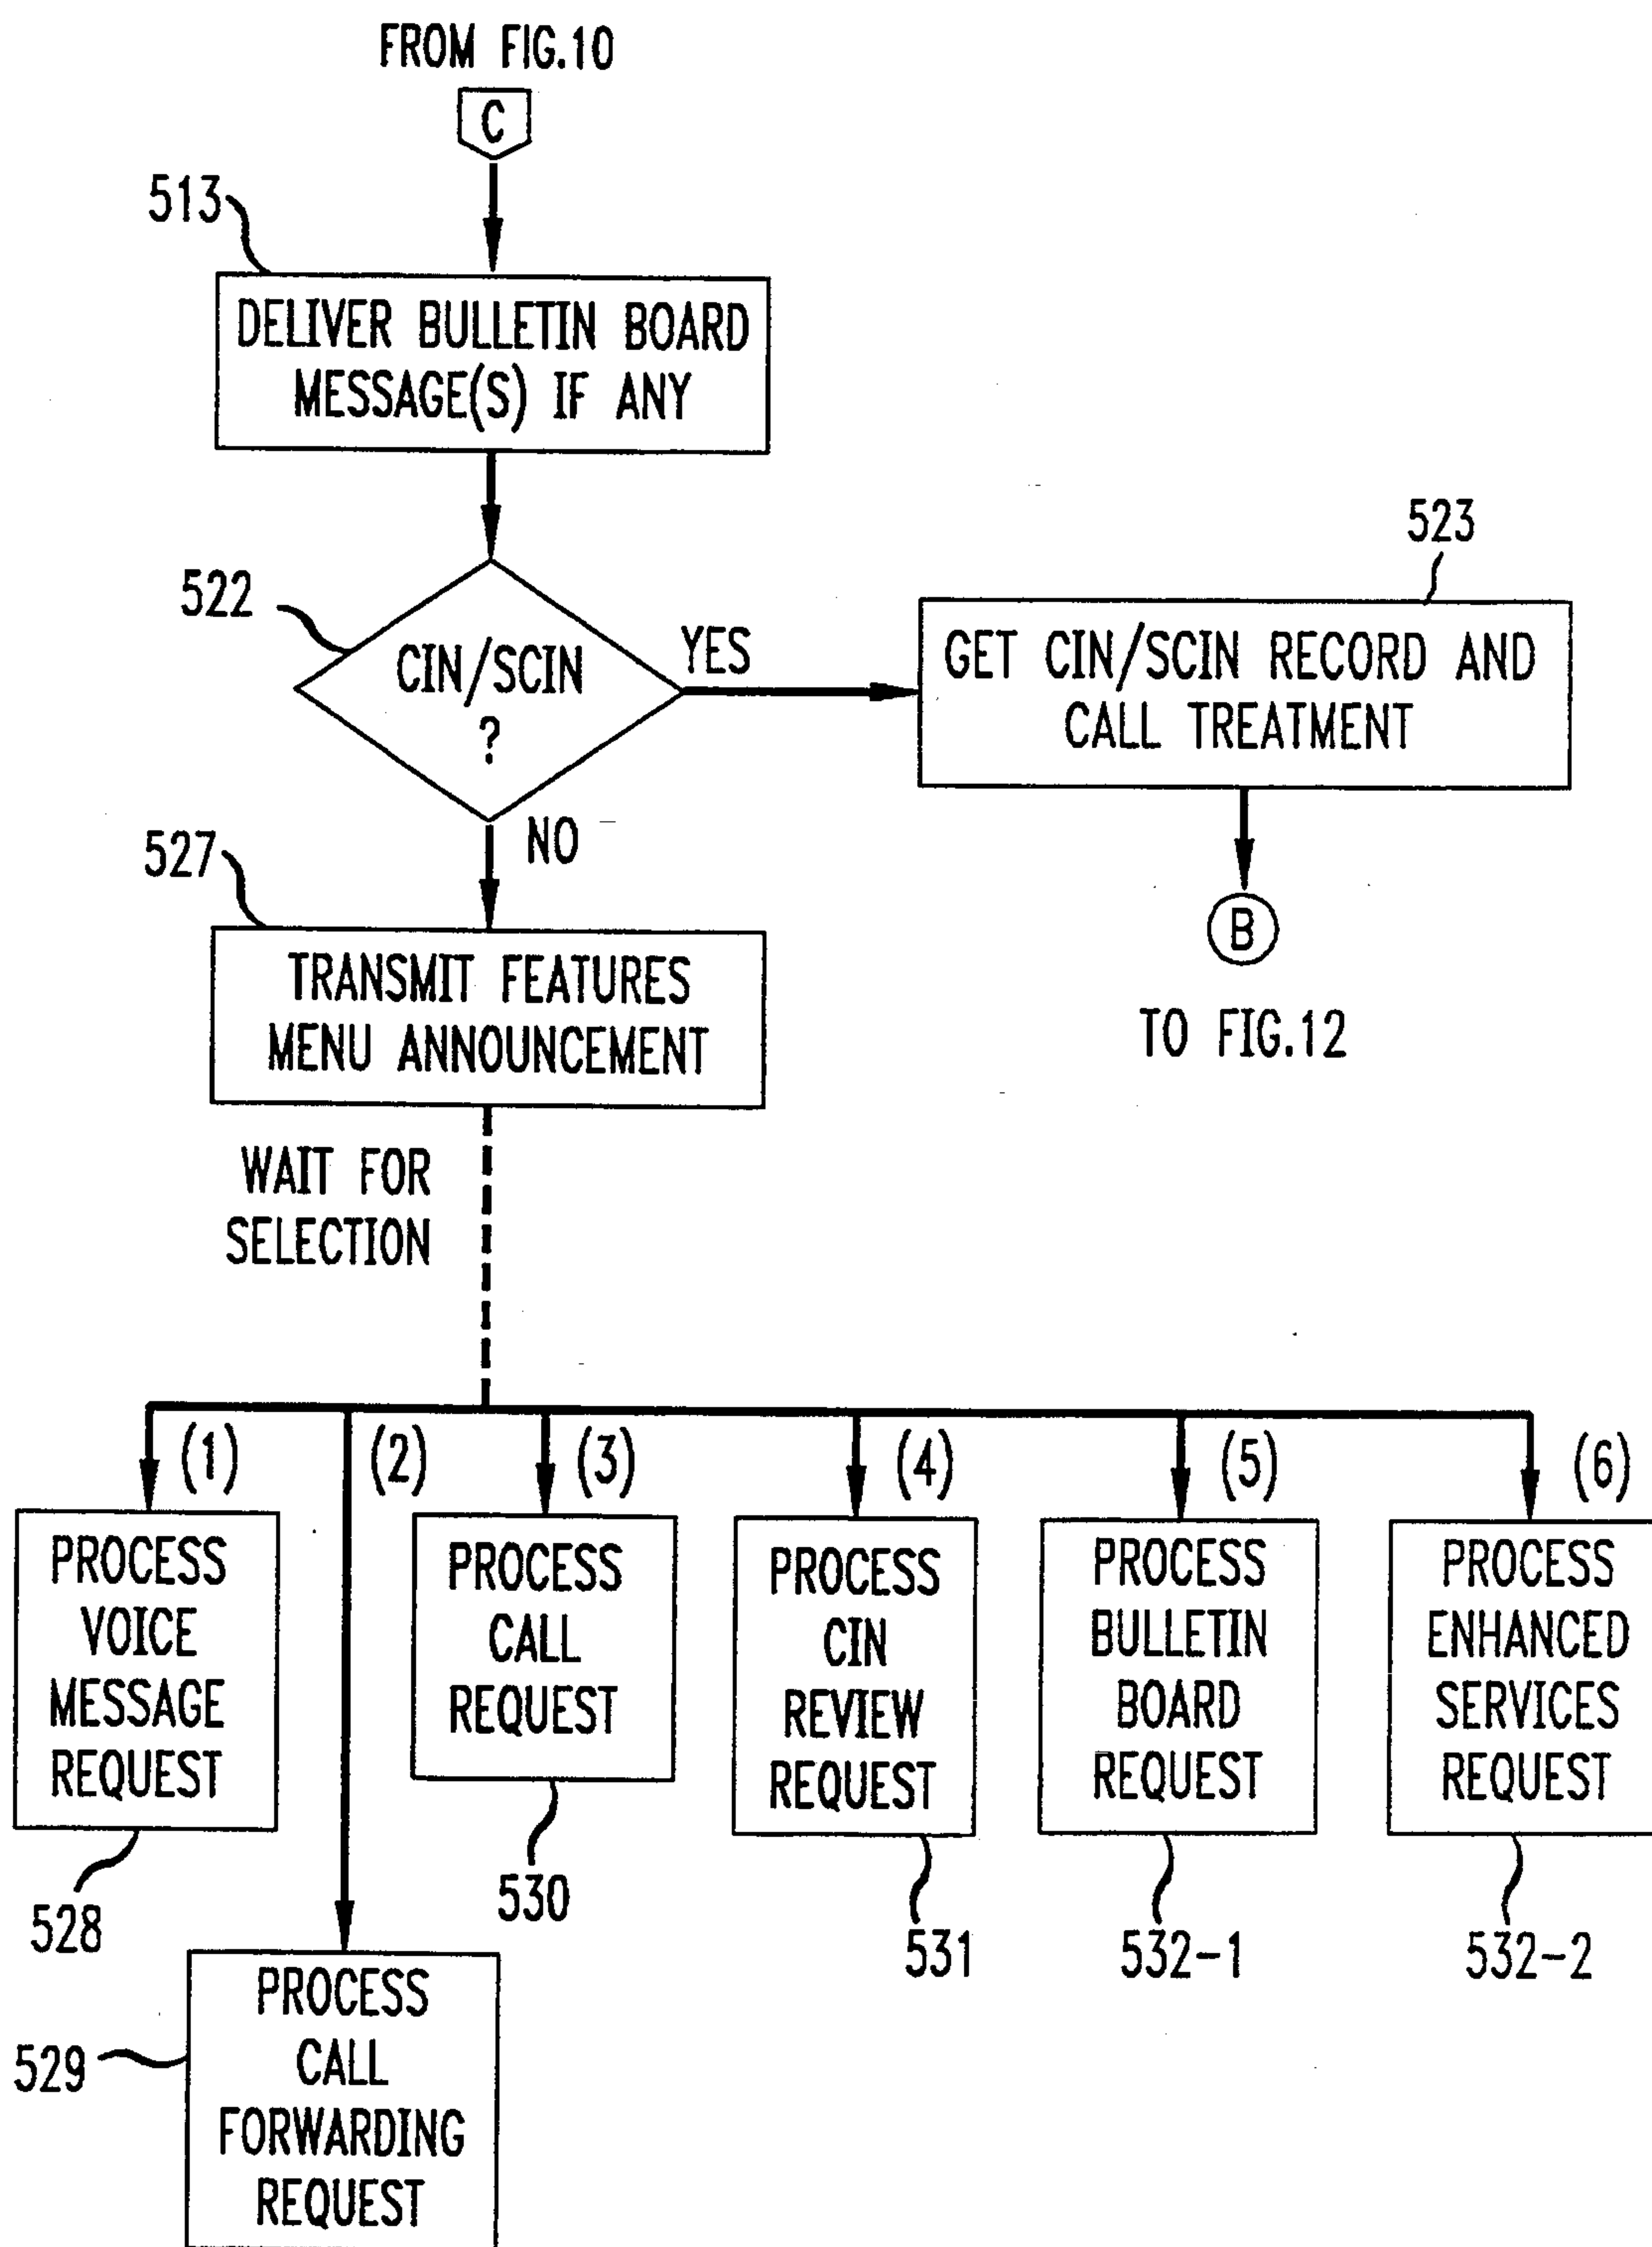 FROM FIG.10
C
513
DELIVER BULLETIN BOARD
MESSAGE(S) IF ANY
522
CIN/SCIN
?
YES
523
GET CIN/SCIN RECORD AND
CALL TREATMENT
B
TO FIG.12
NO
527
TRANSMIT FEATURES
MENU ANNOUNCEMENT
WAIT FOR
SELECTION
(1)
(2)
(3)
(4)
(5)
(6)
PROCESS
VOICE
MESSAGE
REQUEST
528
PROCESS
CALL
FORWARDING
REQUEST
529
PROCESS
CALL
REQUEST
530
PROCESS
CIN
REVIEW
REQUEST
531
PROCESS
BULLETIN
BOARD
REQUEST
532-1
PROCESS
ENHANCED
SERVICES
REQUEST
532-2